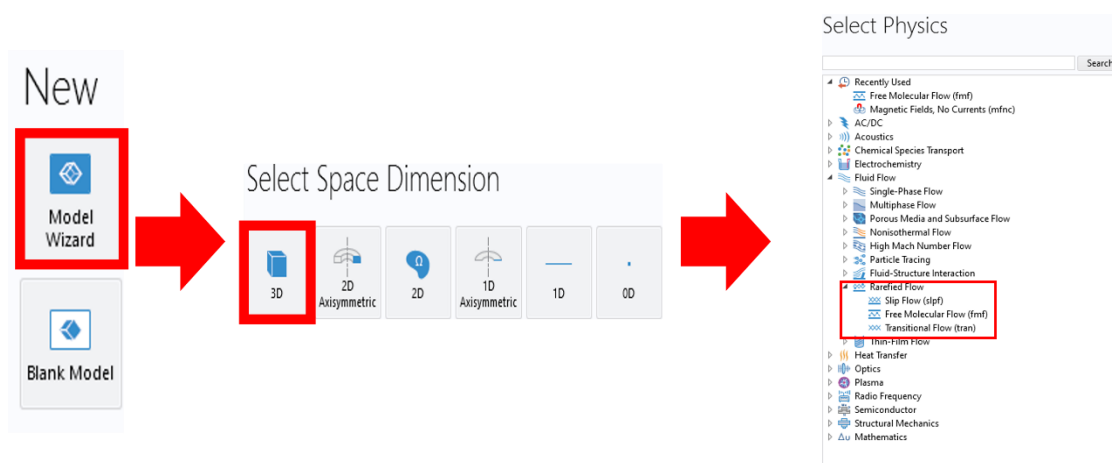 New
Model
Wizard
Blank Model
Select Space Dimension
3D
2D
Axisymmetric
Ω
2D
1D
Axisymmetric
1D
0D
Select Physics
Search
Recently Used
Free Molecular Flow (fmf)
Magnetic Fields, No Currents (mfnc)
AC/DC
Acoustics
Chemical Species Transport
Electrochemistry
Fluid Flow
Single-Phase Flow
Multiphase Flow
Porous Media and Subsurface Flow
Nonisothermal Flow
High Mach Number Flow
Particle Tracing
Fluid-Structure Interaction
Rarefied Flow
Slip Flow (slpf)
Free Molecular Flow (fmf)
Transitional Flow (tran)
Thin-Film Flow
Heat Transfer
Optics
Plasma
Radio Frequency
Semiconductor
Structural Mechanics
Δu Mathematics